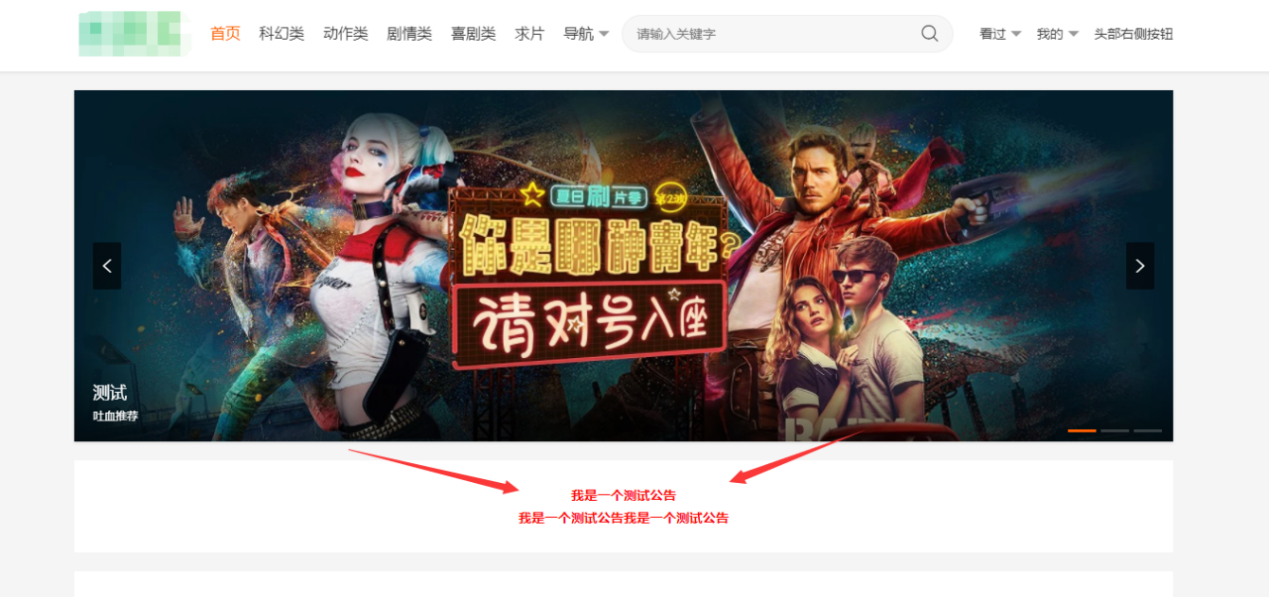 首页 科幻类 动作类 剧情类 喜剧类 求片 导航 请输入关键字 看过 我的 头部右侧按钮
夏日刷片季 第2波
你是哪种青年?
请对号入座
测试
吐血推荐
我是一个测试公告
我是一个测试公告我是一个测试公告